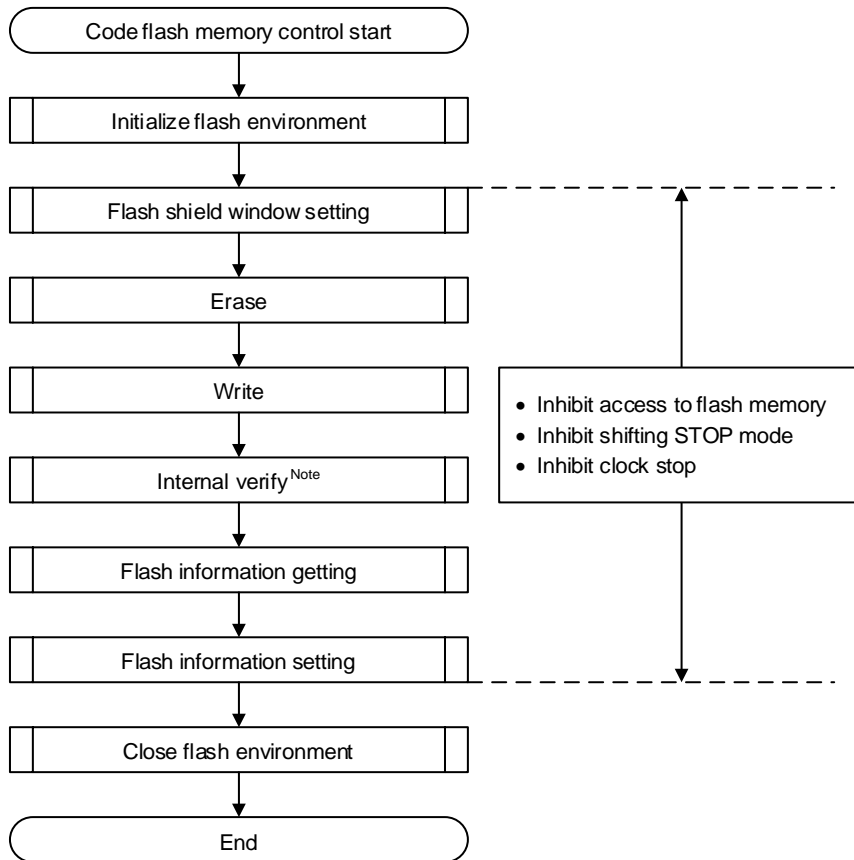 Code flash memory control start
Initialize flash environment
Flash shield window setting
Erase
Write
Internal verify Note
Flash information getting
Flash information setting
Close flash environment
End
• Inhibit access to flash memory
• Inhibit shifting STOP mode
• Inhibit clock stop